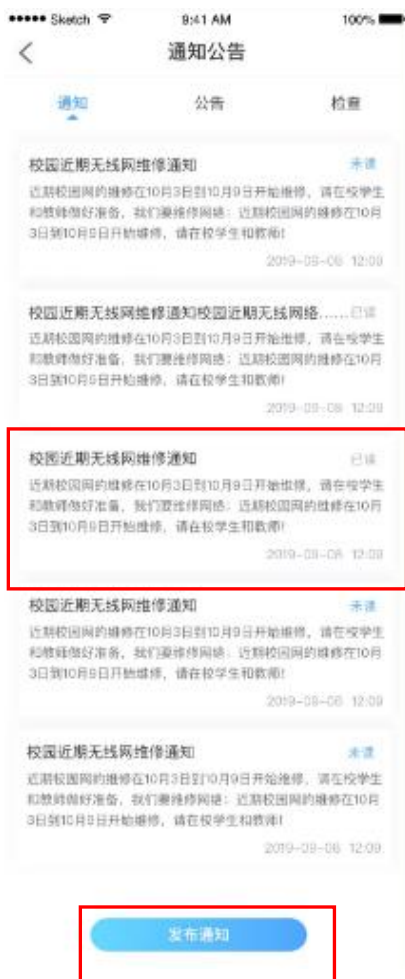 Sketch 9:41 AM 100%
通知公告
通知 公告 检查
校园近期无线网维修通知 未读
近期校园网的维修在10月3日到10月9日开始维修，请在校学生
和教师做好准备，我们要维修网络：近期校园网的维修在10月
3日到10月9日开始维修，请在校学生和教师！
2019-09-06 12:09
校园近期无线网维修通知校园近期无线网络……已读
近期校园网的维修在10月3日到10月9日开始维修，请在校学生
和教师做好准备，我们要维修网络：近期校园网的维修在10月
3日到10月9日开始维修，请在校学生和教师！
2019-09-06 12:09
校园近期无线网维修通知 已读
近期校园网的维修在10月3日到10月9日开始维修，请在校学生
和教师做好准备，我们要维修网络：近期校园网的维修在10月
3日到10月9日开始维修，请在校学生和教师！
2019-09-06 12:09
校园近期无线网维修通知 未读
近期校园网的维修在10月3日到10月9日开始维修，请在校学生
和教师做好准备，我们要维修网络：近期校园网的维修在10月
3日到10月9日开始维修，请在校学生和教师！
2019-09-06 12:09
校园近期无线网维修通知 未读
近期校园网的维修在10月3日到10月9日开始维修，请在校学生
和教师做好准备，我们要维修网络：近期校园网的维修在10月
3日到10月9日开始维修，请在校学生和教师！
2019-09-06 12:09
发布通知